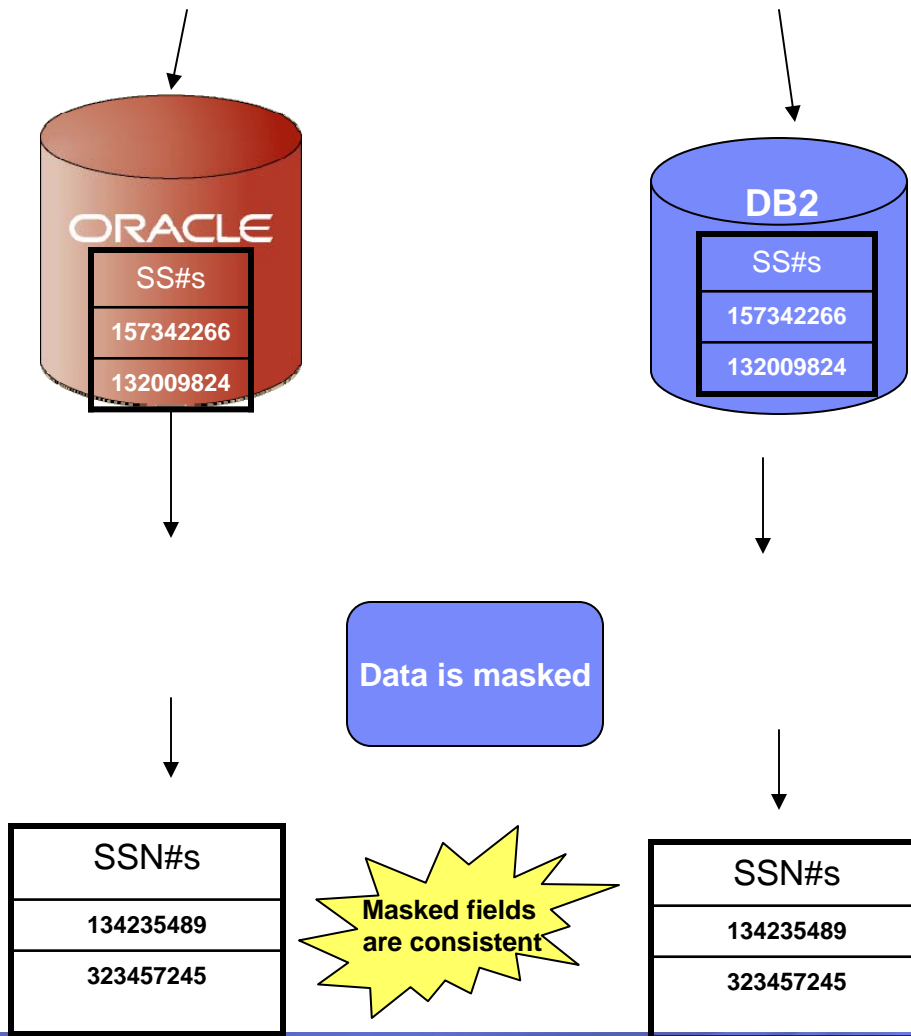 ORACLE
SS#s
157342266
132009824
DB2
SS#s
157342266
132009824
Data is masked
SSN#s
134235489
323457245
Masked fields
are consistent
SSN#s
134235489
323457245